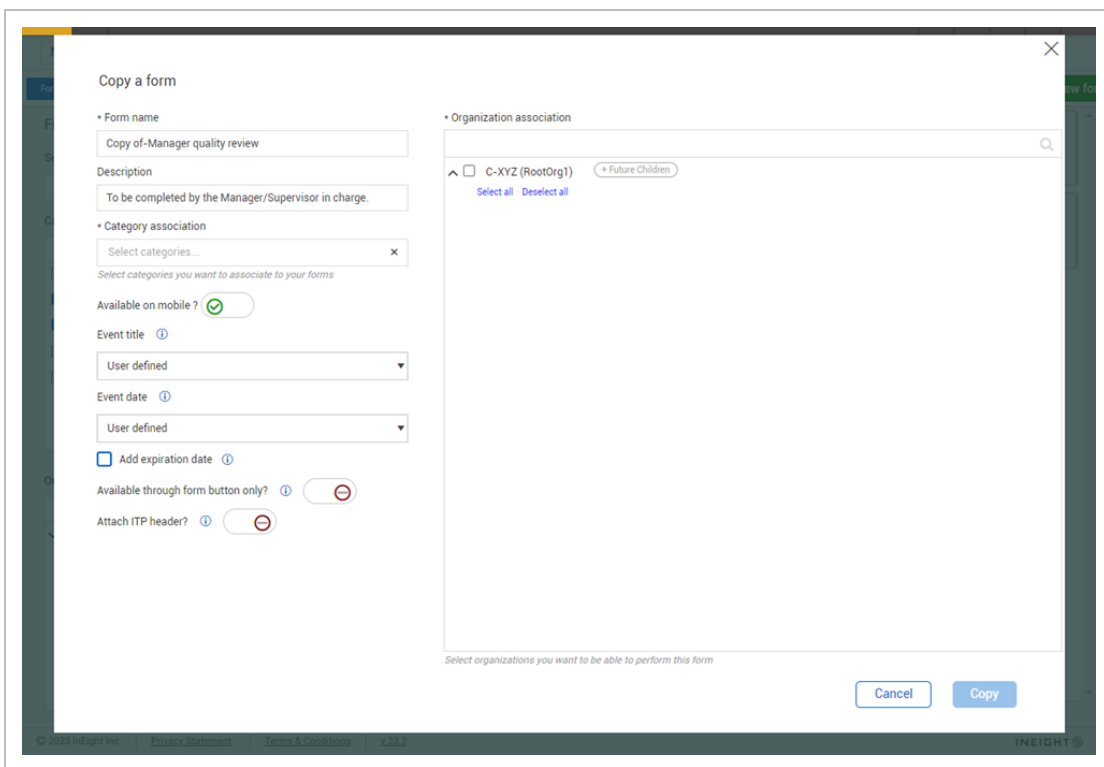 Copy a form
* Form name
Copy of-Manager quality review
Description
To be completed by the Manager/Supervisor in charge.
* Category association
Select categories...
Select categories you want to associate to your forms
Available on mobile ?
Event title
User defined
Event date
User defined
Add expiration date
Available through form button only?
Attach ITP header?
* Organization association
C-XYZ (RootOrg1) + Future Children
Select all Deselect all
Select organizations you want to be able to perform this form
Cancel Copy
ew fo
© 2023 InEight Inc Privacy Statement Terms & Conditions v 23.2 INEIGHT